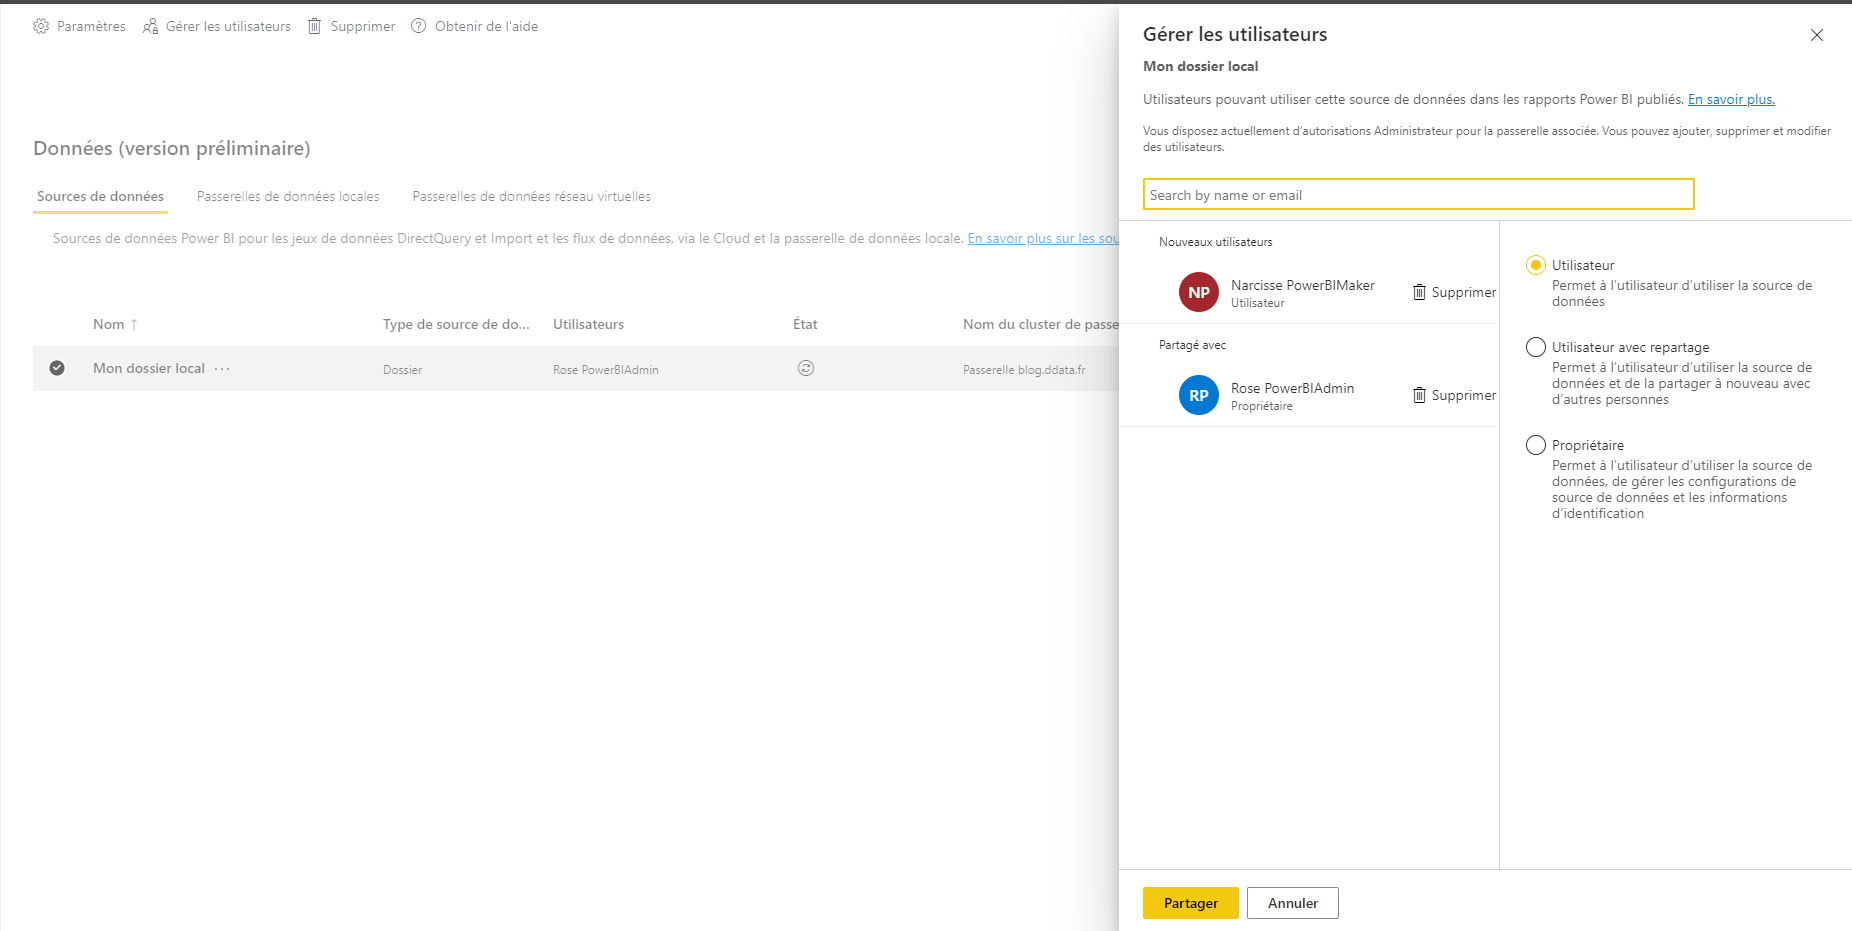 Paramètres Gérer les utilisateurs Supprimer Obtenir de l'aide
Données (version préliminaire)
Sources de données Passerelles de données locales Passerelles de données réseau virtuelles
Sources de données Power BI pour les jeux de données DirectQuery et Import et les flux de données, via le Cloud et la passerelle de données locale. En savoir plus sur les sou
Nom ↑ Type de source de do... Utilisateurs État Nom du cluster de passe
Mon dossier local ... Dossier Rose PowerBIAdmin Passerelle blog.ddata.fr
Gérer les utilisateurs
Mon dossier local
Utilisateurs pouvant utiliser cette source de données dans les rapports Power BI publiés. En savoir plus.
Vous disposez actuellement d’autorisations Administrateur pour la passerelle associée. Vous pouvez ajouter, supprimer et modifier
des utilisateurs.
Search by name or email
Nouveaux utilisateurs
NP Narcisse PowerBIMaker Supprimer
Utilisateur
Partagé avec
RP Rose PowerBIAdmin Supprimer
Propriétaire
Utilisateur
Permet à l’utilisateur d’utiliser la source de
données
Utilisateur avec repartage
Permet à l’utilisateur d’utiliser la source de
données et de la partager à nouveau avec
d’autres personnes
Propriétaire
Permet à l’utilisateur d’utiliser la source de
données, de gérer les configurations de
source de données et les informations
d’identification
Partager Annuler